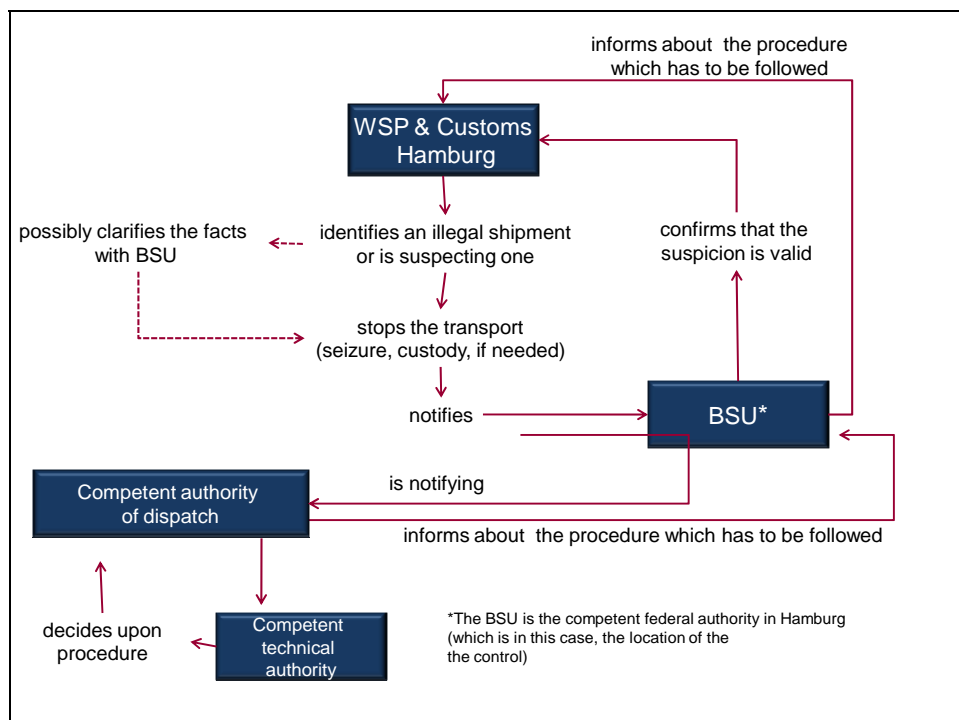 informs about the procedure
which has to be followed
WSP & Customs
Hamburg
possibly clarifies the facts
with BSU
identifies an illegal shipment
or is suspecting one
confirms that the
suspicion is valid
stops the transport
(seizure, custody, if needed)
notifies
BSU*
is notifying
Competent authority
of dispatch
informs about the procedure which has to be followed
decides upon
procedure
Competent
technical
authority
*The BSU is the competent federal authority in Hamburg
(which is in this case, the location of the
the control)